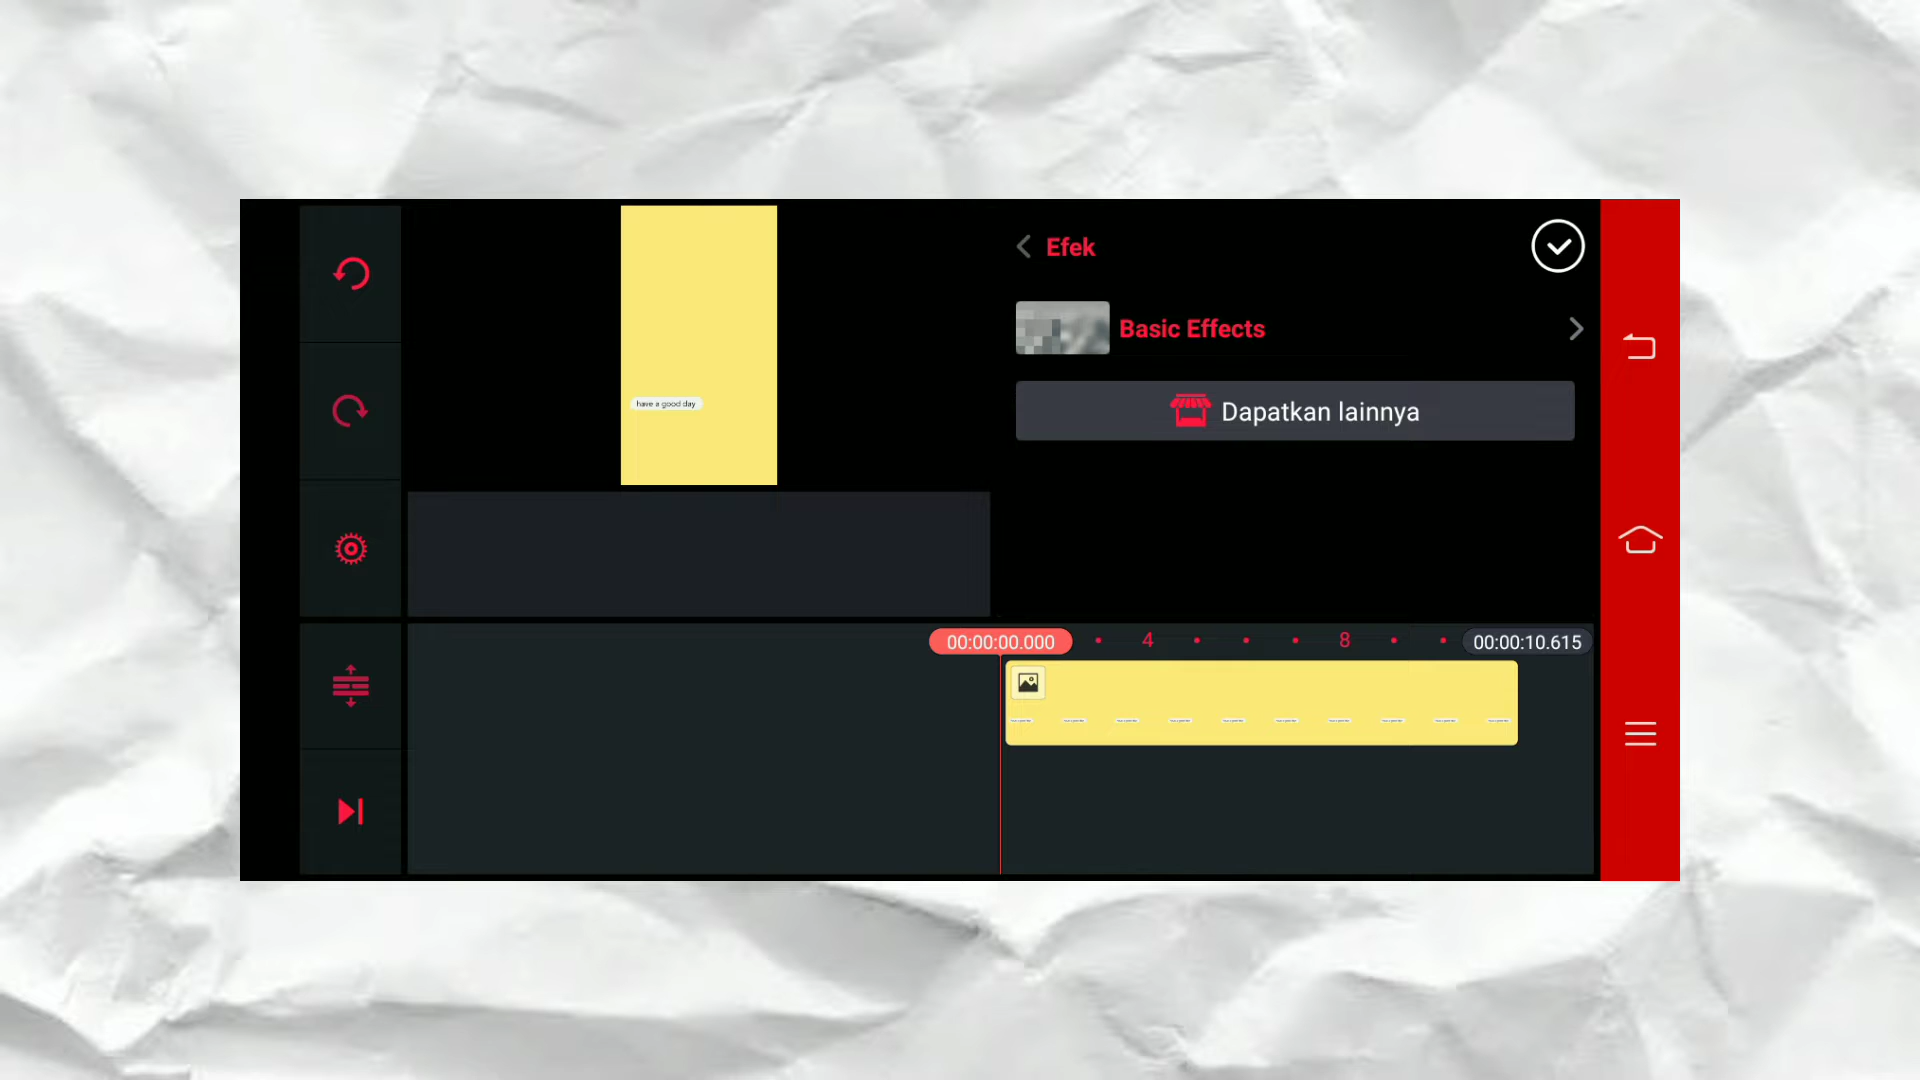 Efek
Basic Effects
Dapatkan lainnya
have a good day
00:00:00.000
4
8
00:00:10.615